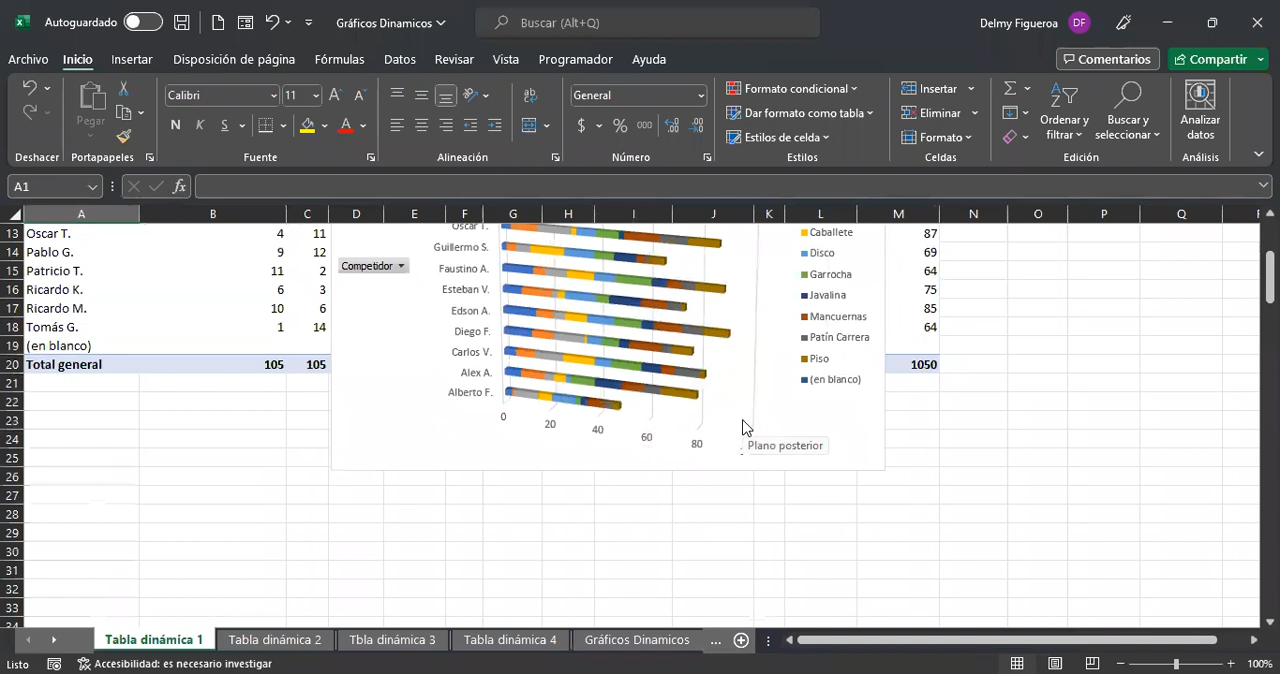 Autoguardado
Gráficos Dinamicos
Buscar (Alt+Q)
Delmy Figueroa
DF
Archivo
Inicio
Insertar
Disposición de página
Fórmulas
Datos
Revisar
Vista
Programador
Ayuda
Comentarios
Compartir
Pegar
Calibri
11
N K S
General
$ % 000
Formato condicional
Dar formato como tabla
Estilos de celda
Insertar
Eliminar
Formato
Ordenar y filtrar
Buscar y seleccionar
Analizar datos
Deshacer
Portapapeles
Fuente
Alineación
Número
Estilos
Celdas
Edición
Análisis
A1
fx
A B C D E F G H I J K L M N O P Q
13 Oscar T. 4 11 87
14 Pablo G. 9 12 69
15 Patricio T. 11 2 64
16 Ricardo K. 6 3 75
17 Ricardo M. 10 6 85
18 Tomás G. 1 14 64
19 (en blanco)
20 Total general 105 105 1050
21
22
23
24
25
26
27
28
29
30
31
32
33
Competidor
Oscar T.
Guillermo S.
Faustino A.
Esteban V.
Edson A.
Diego F.
Carlos V.
Alex A.
Alberto F.
0 20 40 60 80
Caballete
Disco
Garrocha
Javalina
Mancuernas
Patín Carrera
Piso
(en blanco)
Plano posterior
Tabla dinámica 1
Tabla dinámica 2
Tbla dinámica 3
Tabla dinámica 4
Gráficos Dinamicos
...
Listo
Accesibilidad: es necesario investigar
100%